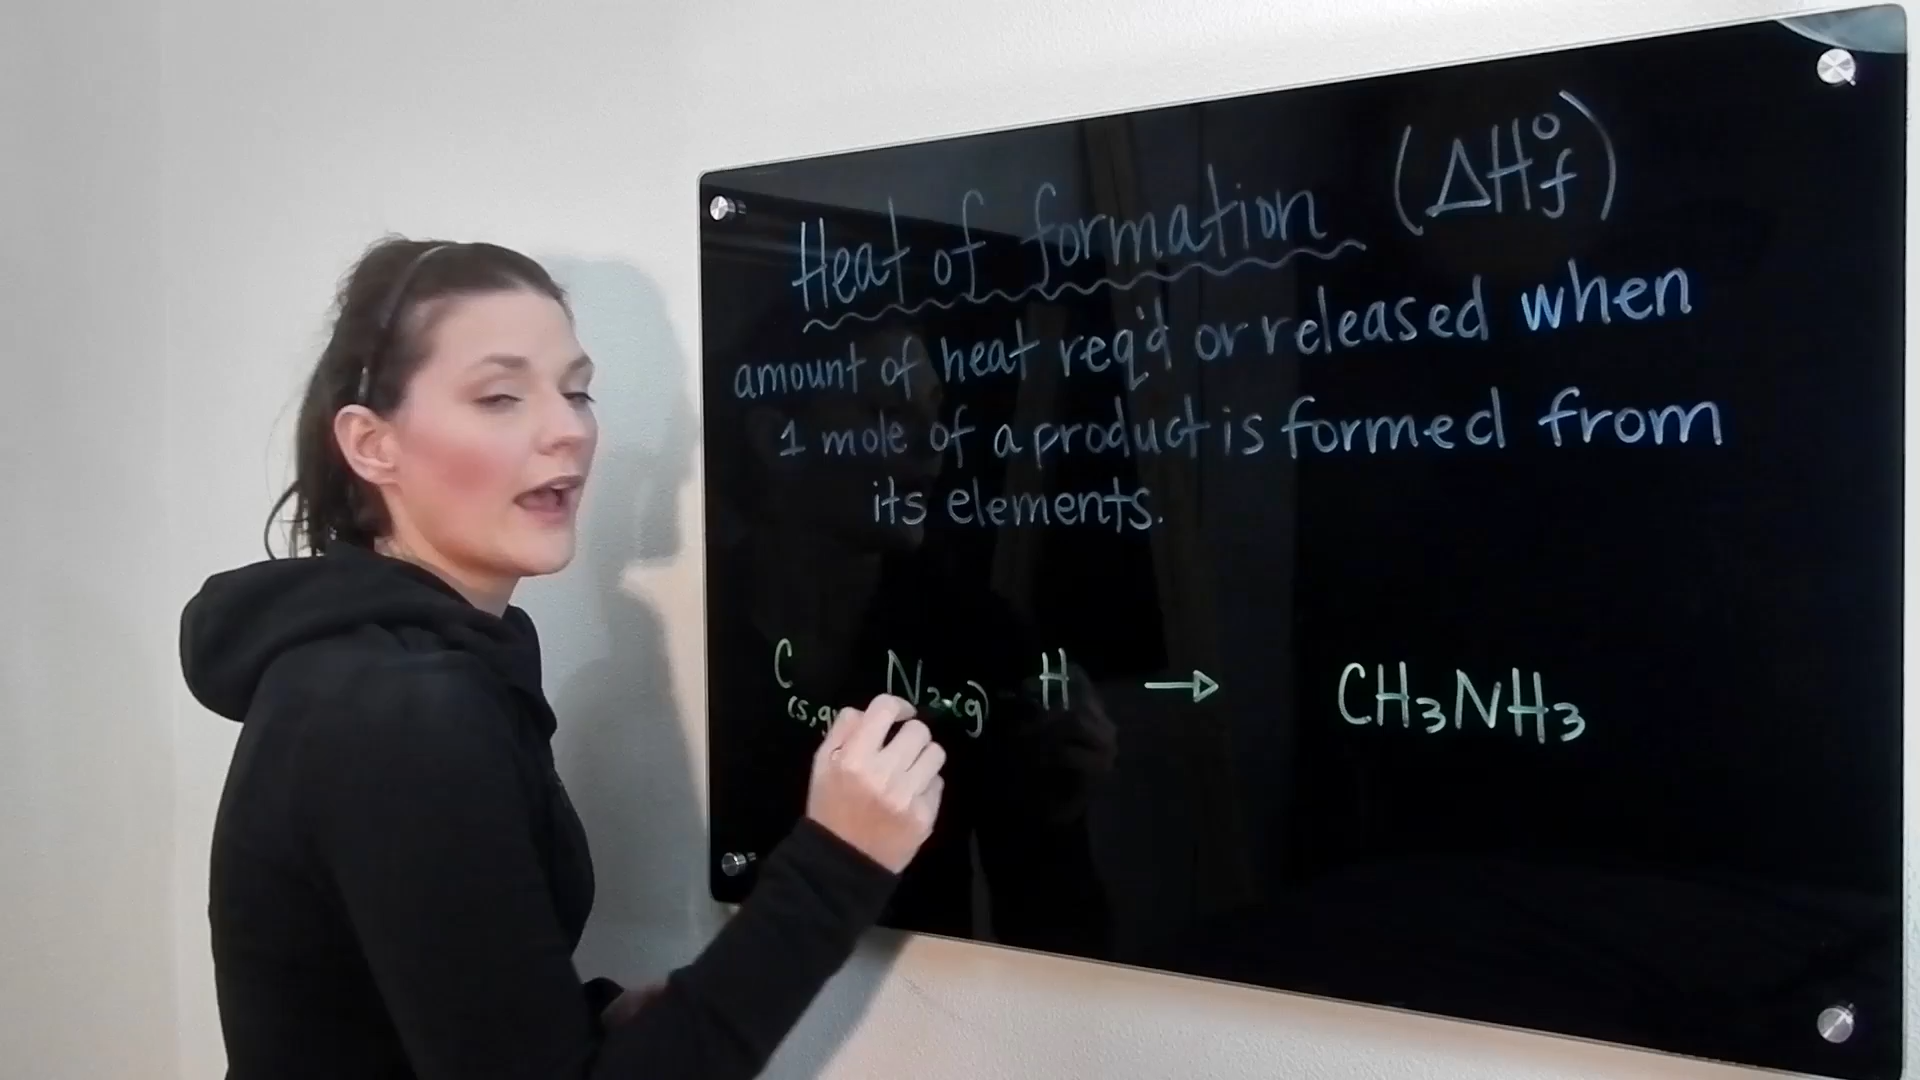 Heat of formation (ΔH°f)
amount of heat req'd or released when
1 mole of a product is formed from
its elements.
C(s,g N2(g) H → CH3NH3